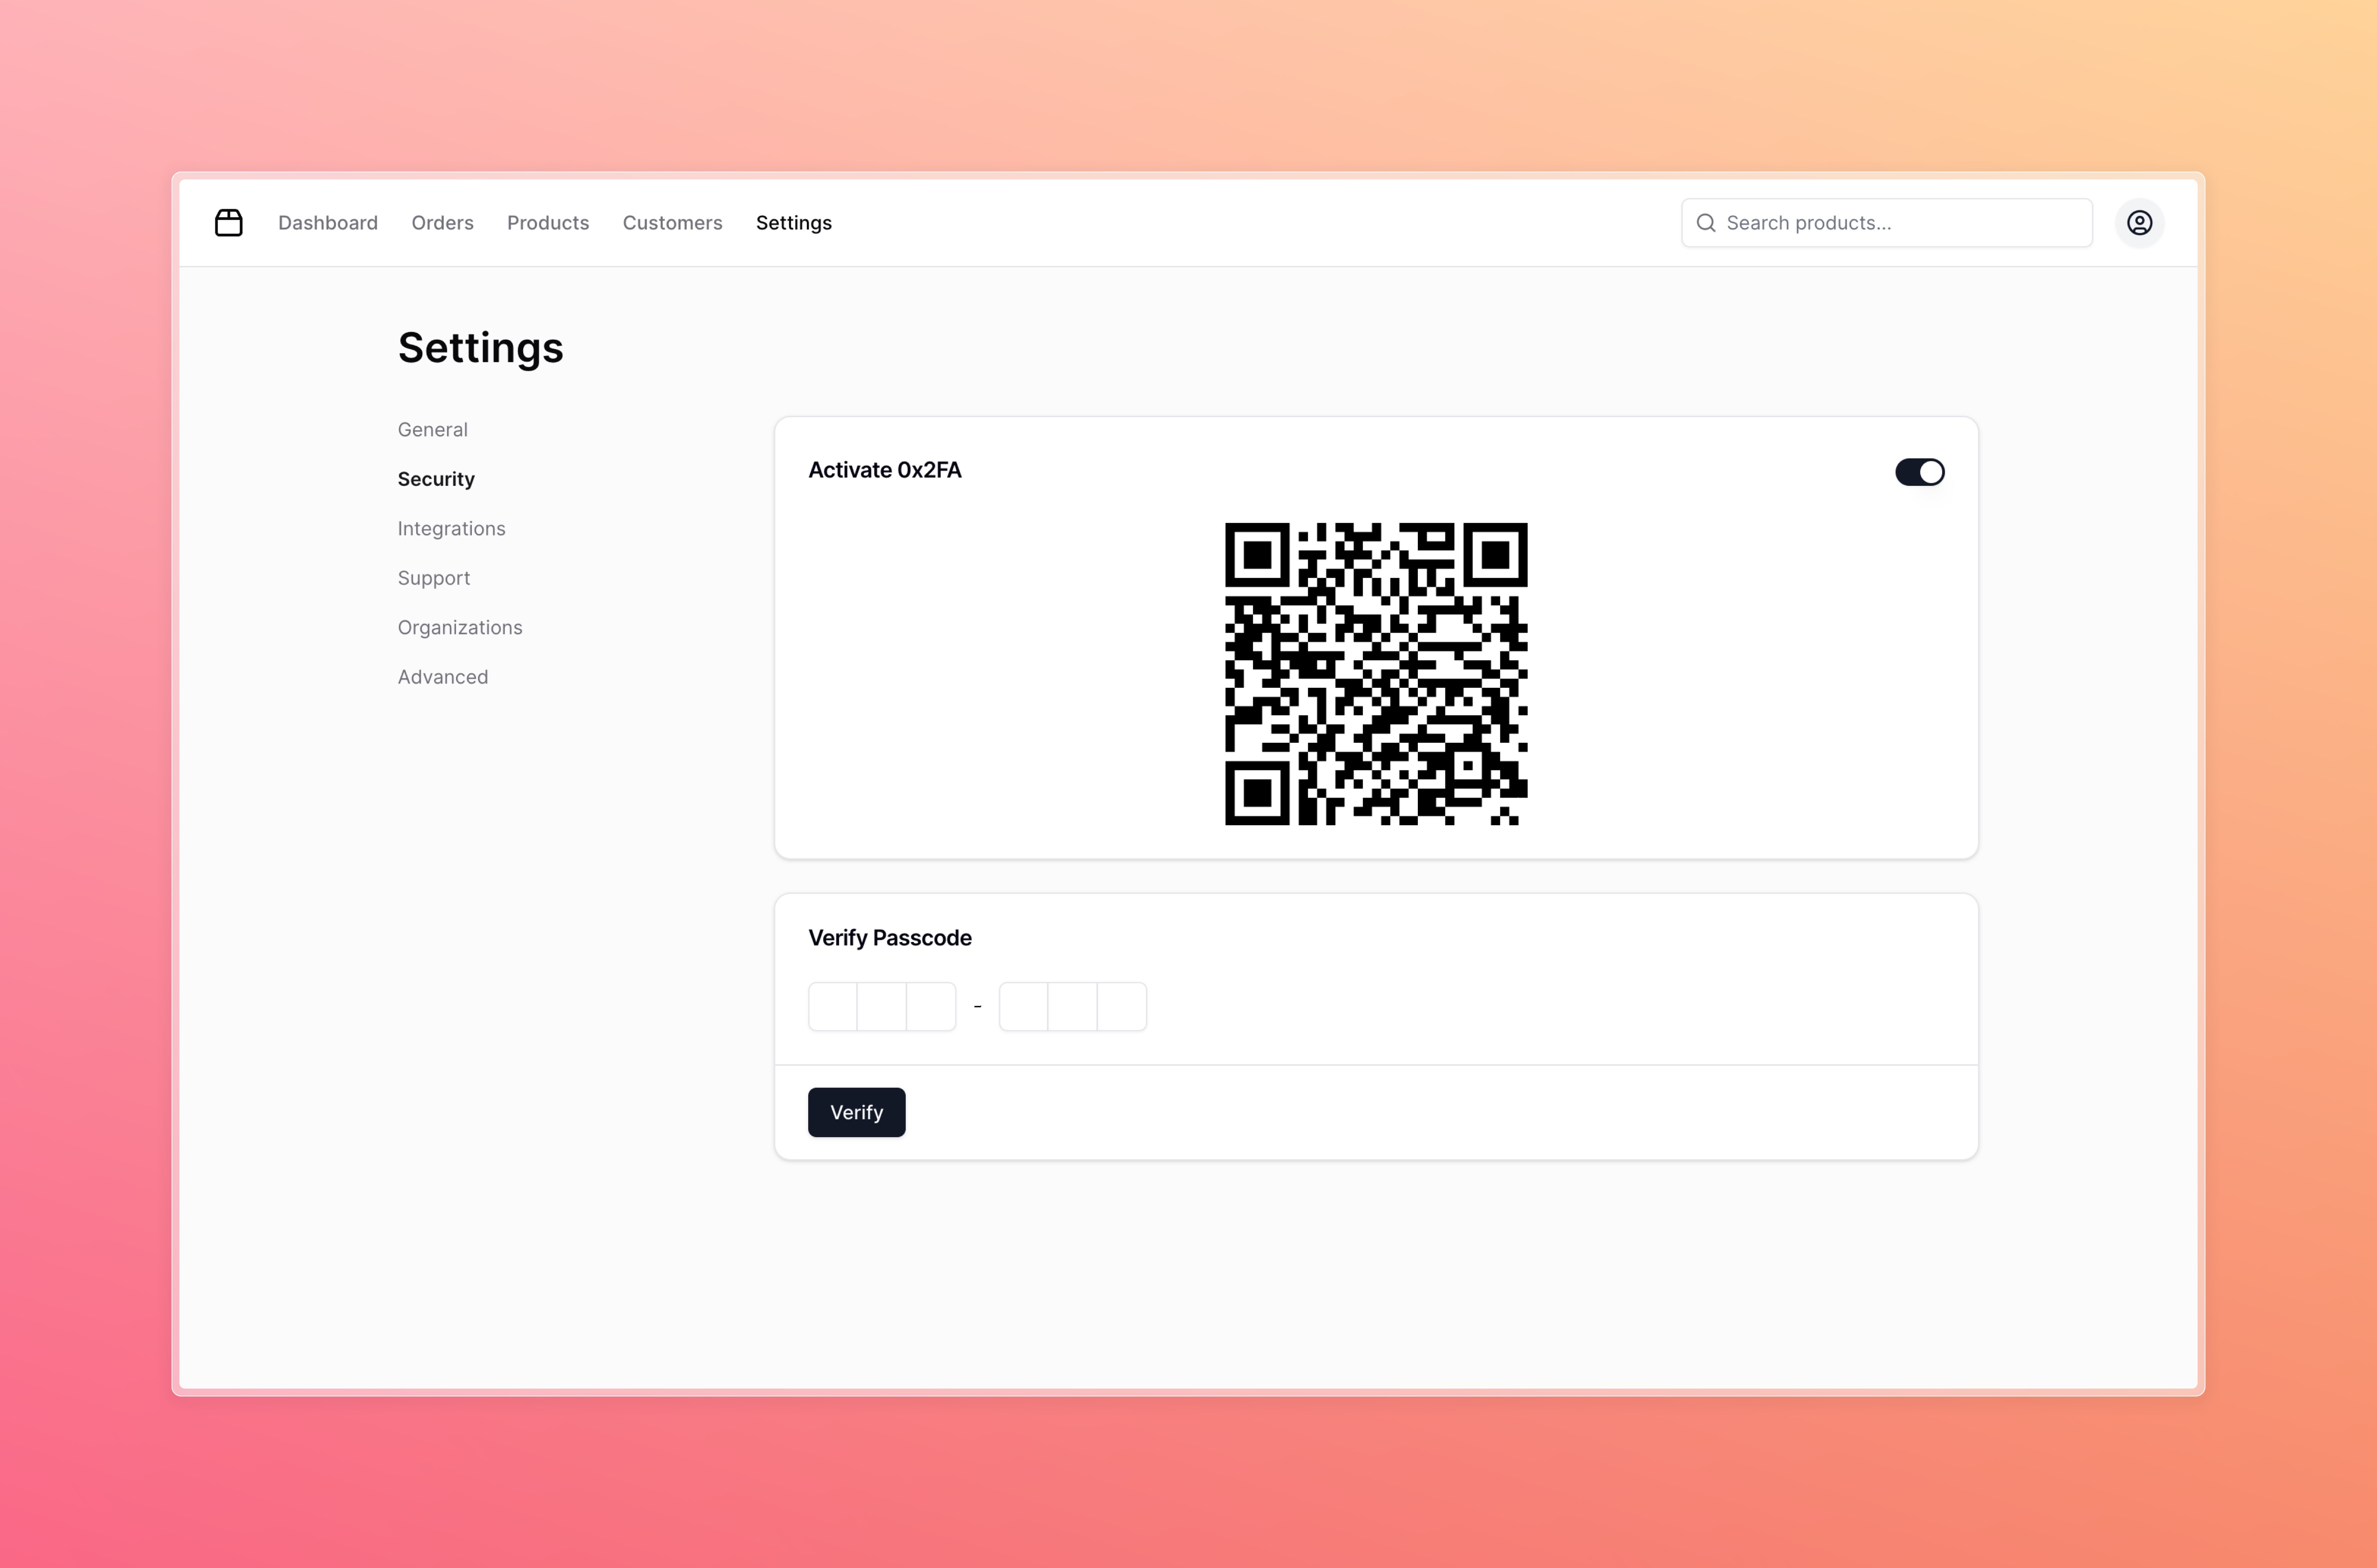 Dashboard Orders Products Customers Settings Search products...
Settings
General
Security
Integrations
Support
Organizations
Advanced
Activate 0x2FA
Verify Passcode
-
Verify